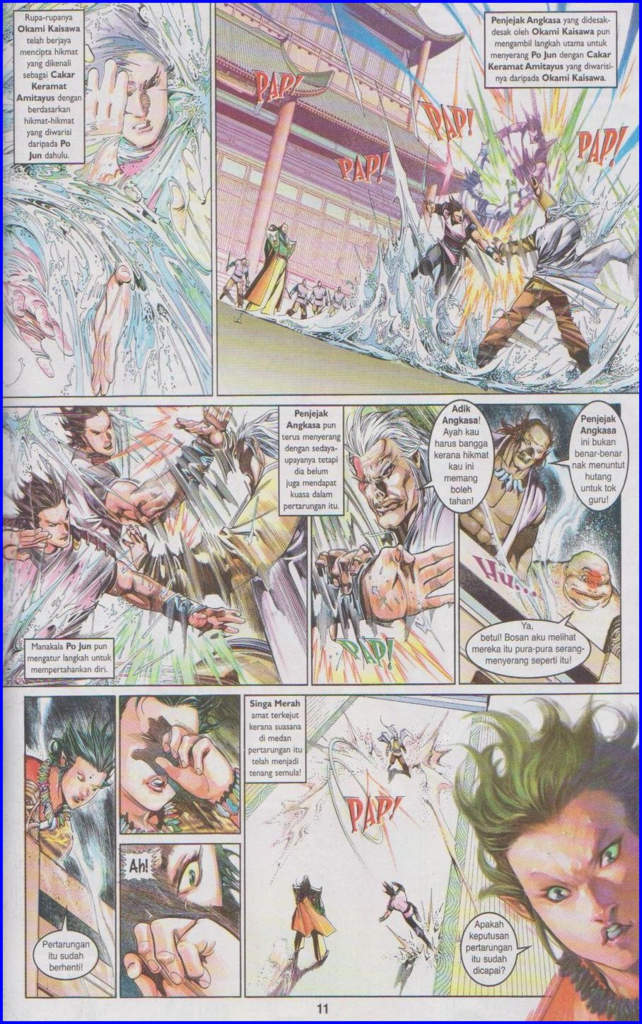 Rupa-rupanya
Okami Kaisawa
telah berjaya
mencipta hikmat
yang dikenali
sebagai Cakar
Keramat
Amitayus dengan
berdasarkan
hikmat-hikmat
yang diwarisi
daripada Po
Jun dahulu.
Penjejak Angkasa yang didesak-
desak oleh Okami Kaisawa pun
mengambil langkah utama untuk
menyerang Po Jun dengan Cakar
Keramat Amitayus yang diwarisi-
nya daripada Okami Kaisawa.
PAP!
PAP!
PAP!
PAP!
Manakala Po Jun pun
mengatur langkah untuk
mempertahankan diri.
Penjejak
Angkasa pun
terus menyerang
dengan sedaya-
upayanya tetapi
dia belum
juga mendapat
kuasa dalam
pertarungan itu.
PAP!
Adik
Angkasa!
Ayah kau
harus bangga
kerana hikmat
kau ini
memang
boleh
tahan!
Penjejak
Angkasa
ini bukan
benar-benar
nak menuntut
hutang
untuk tok
guru!
Hu...
Ya,
betul! Bosan aku melihat
mereka itu pura-pura serang-
menyerang seperti itu!
Pertarungan
itu sudah
berhenti!
Ah!
Singa Merah
amat terkejut
kerana suasana
di medan
pertarungan itu
telah menjadi
tenang semula!
PAP!
Apakah
keputusan
pertarungan
itu sudah
dicapai?
11